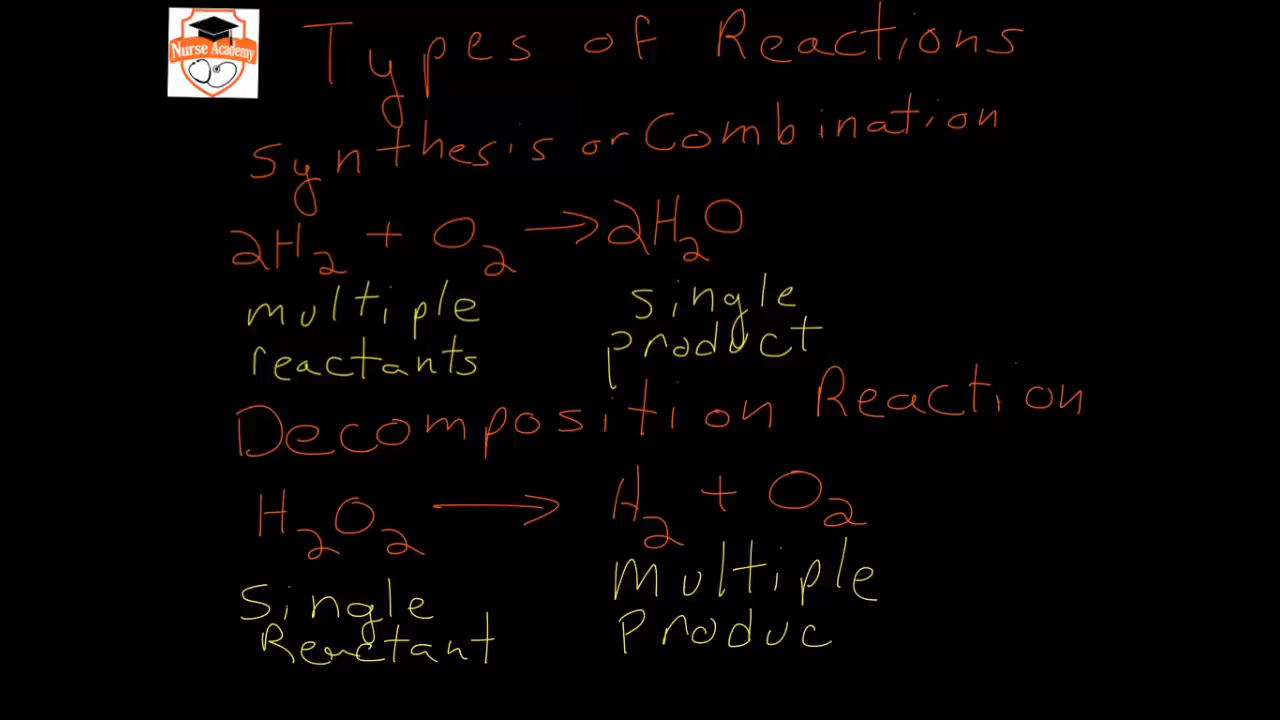 Nurse Academy
Types of Reactions
Synthesis or Combination
2H₂ + O₂ → 2H₂O
multiple single
reactants product
Decomposition Reaction
H₂O₂ → H₂ + O₂
Single Multiple
Reactant Produc